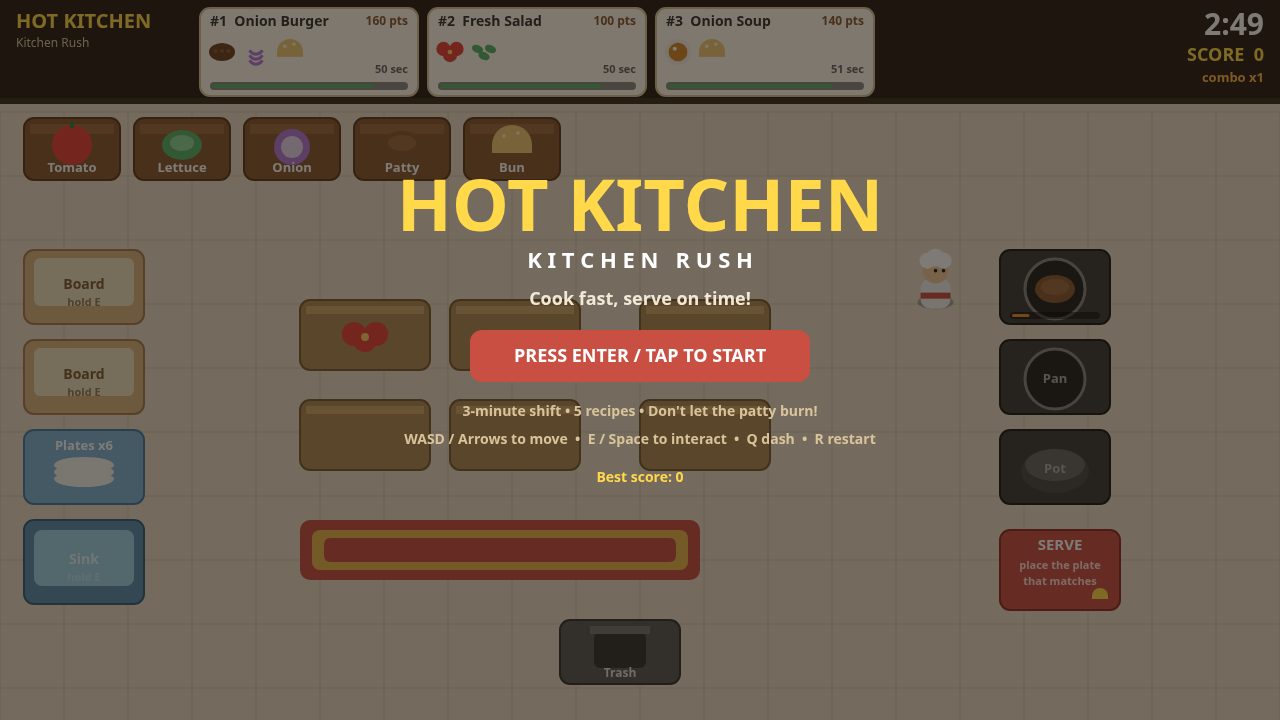 HOT KITCHEN
Kitchen Rush
#1 Onion Burger 160 pts
50 sec
#2 Fresh Salad 100 pts
50 sec
#3 Onion Soup 140 pts
51 sec
2:49
SCORE 0
combo x1
Tomato
Lettuce
Onion
Patty
Bun
HOT KITCHEN
KITCHEN RUSH
Cook fast, serve on time!
PRESS ENTER / TAP TO START
3-minute shift • 5 recipes • Don't let the patty burn!
WASD / Arrows to move • E / Space to interact • Q dash • R restart
Best score: 0
Board
hold E
Board
hold E
Plates x6
Sink
hold E
Pan
Pot
SERVE
place the plate
that matches
Trash